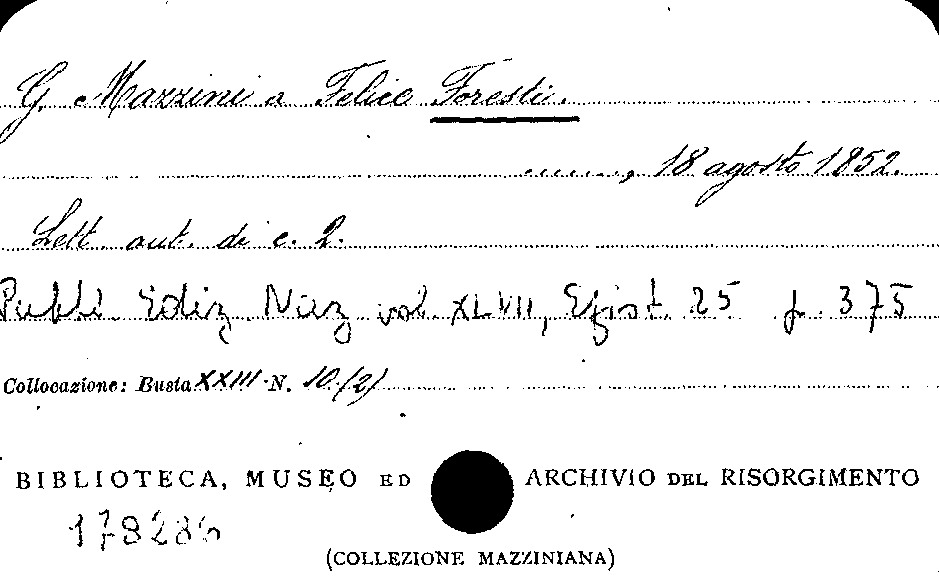 G. Mazzini a Felice Foresti.
........, 18 agosto 1852.
Lett. aut. di c. 2.
Pubbl. Ediz. Naz. vol. XLVII, Epist. 25 p. 375
Collocazione: Busta XXIII N. 10.(2)
BIBLIOTECA, MUSEO ED ARCHIVIO DEL RISORGIMENTO
(COLLEZIONE MAZZINIANA)